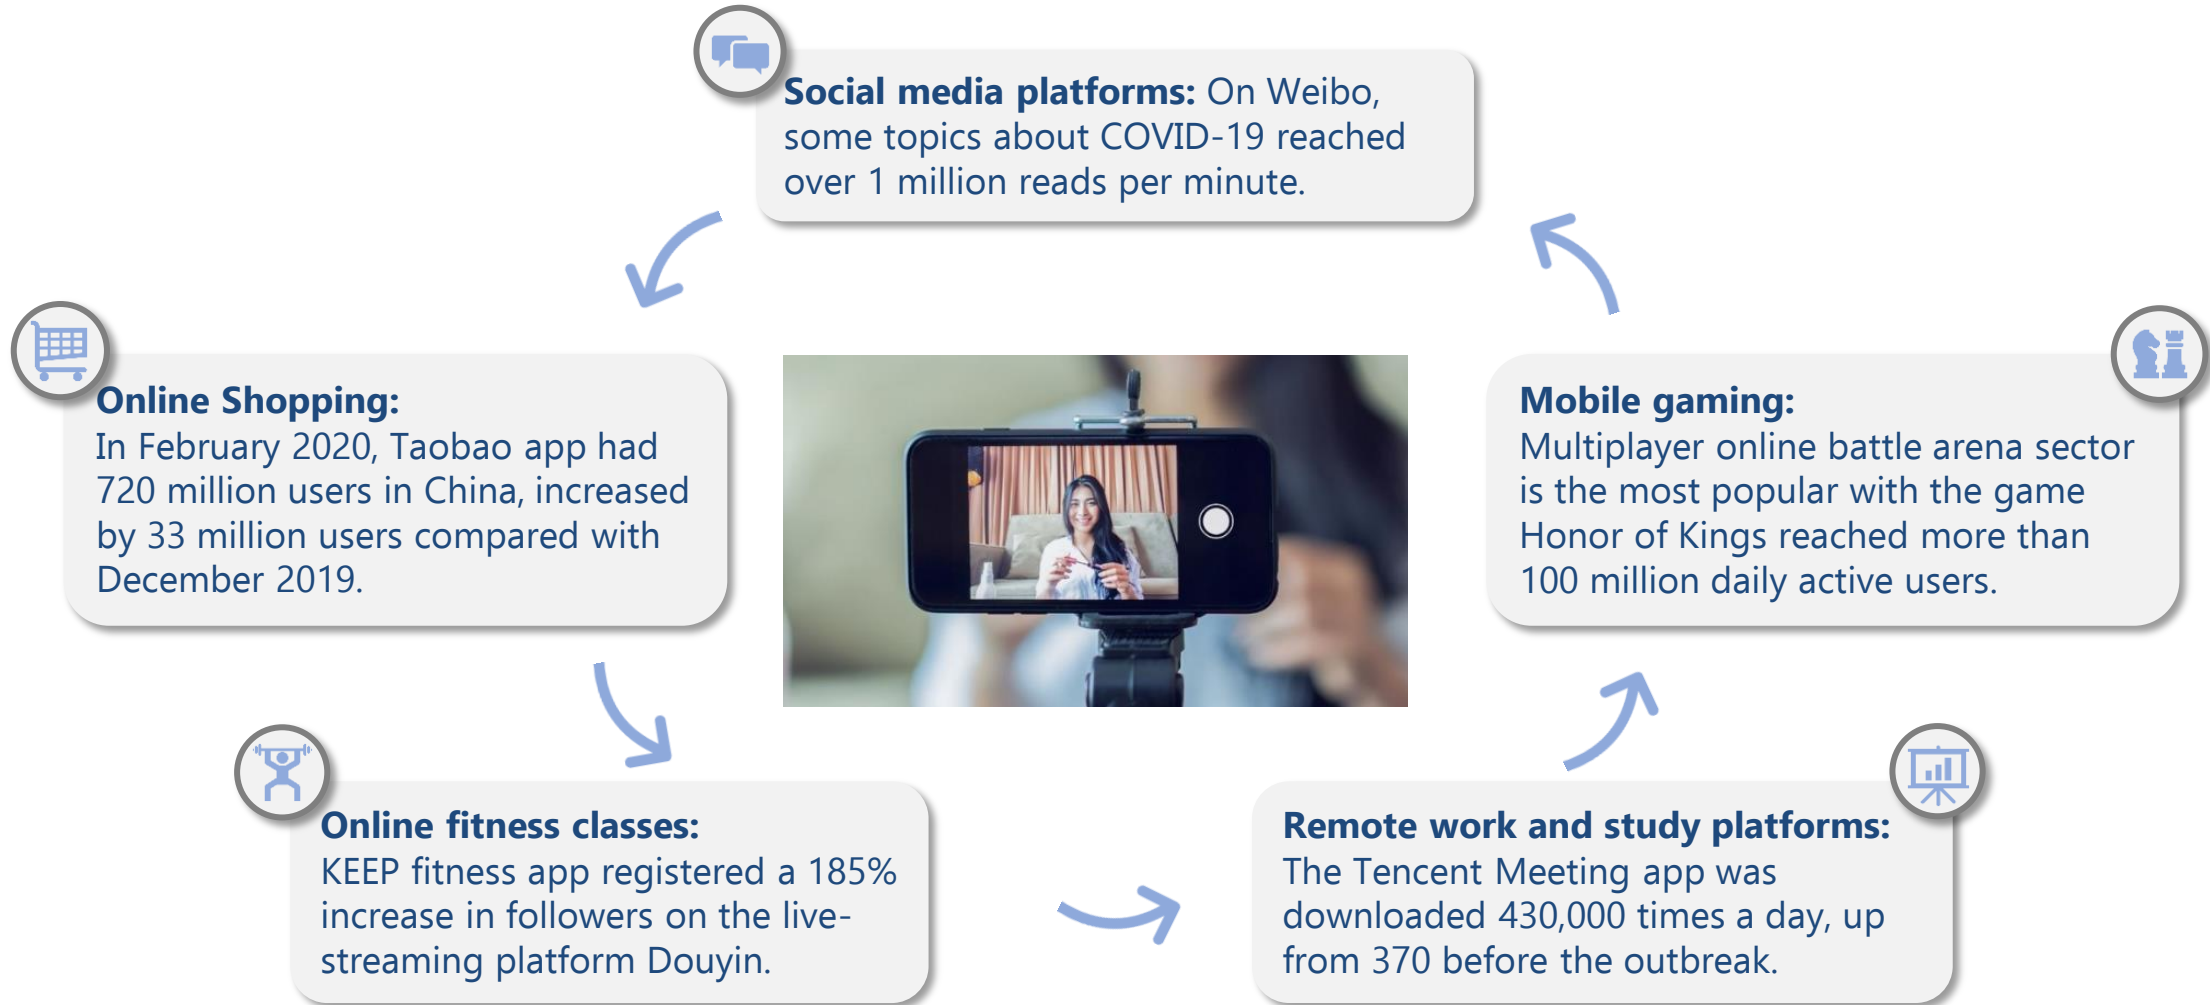 Social media platforms: On Weibo,
some topics about COVID-19 reached
over 1 million reads per minute.
Online Shopping:
In February 2020, Taobao app had
720 million users in China, increased
by 33 million users compared with
December 2019.
Mobile gaming:
Multiplayer online battle arena sector
is the most popular with the game
Honor of Kings reached more than
100 million daily active users.
Online fitness classes:
KEEP fitness app registered a 185%
increase in followers on the live-
streaming platform Douyin.
Remote work and study platforms:
The Tencent Meeting app was
downloaded 430,000 times a day, up
from 370 before the outbreak.